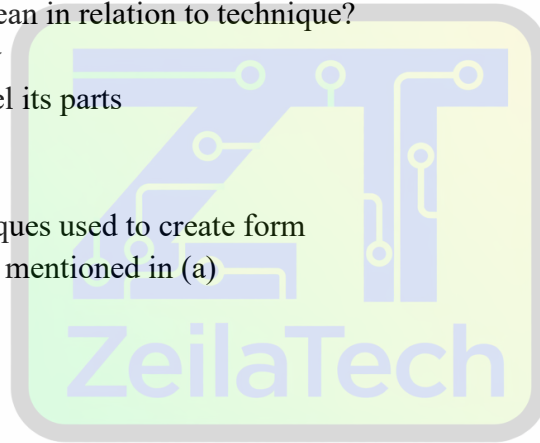 ean in relation to technique?
el its parts
ques used to create form
mentioned in (a)
ZeilaTech